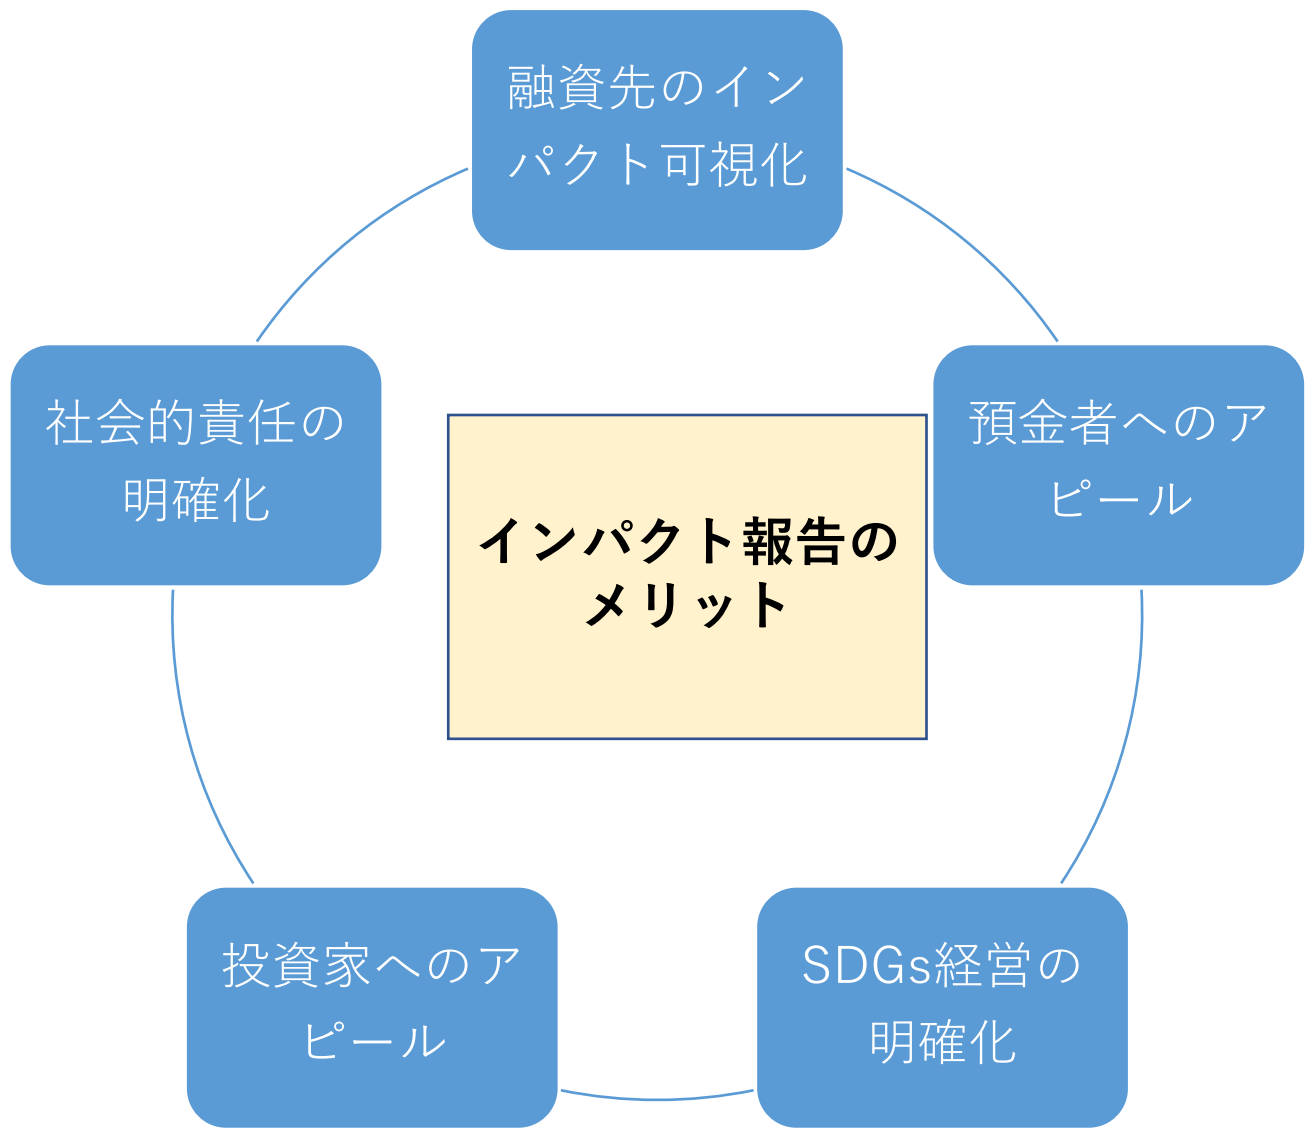 融資先のイン
パクト可視化
預金者へのア
ピール
SDGs経営の
明確化
投資家へのア
ピール
社会的責任の
明確化
インパクト報告の
メリット